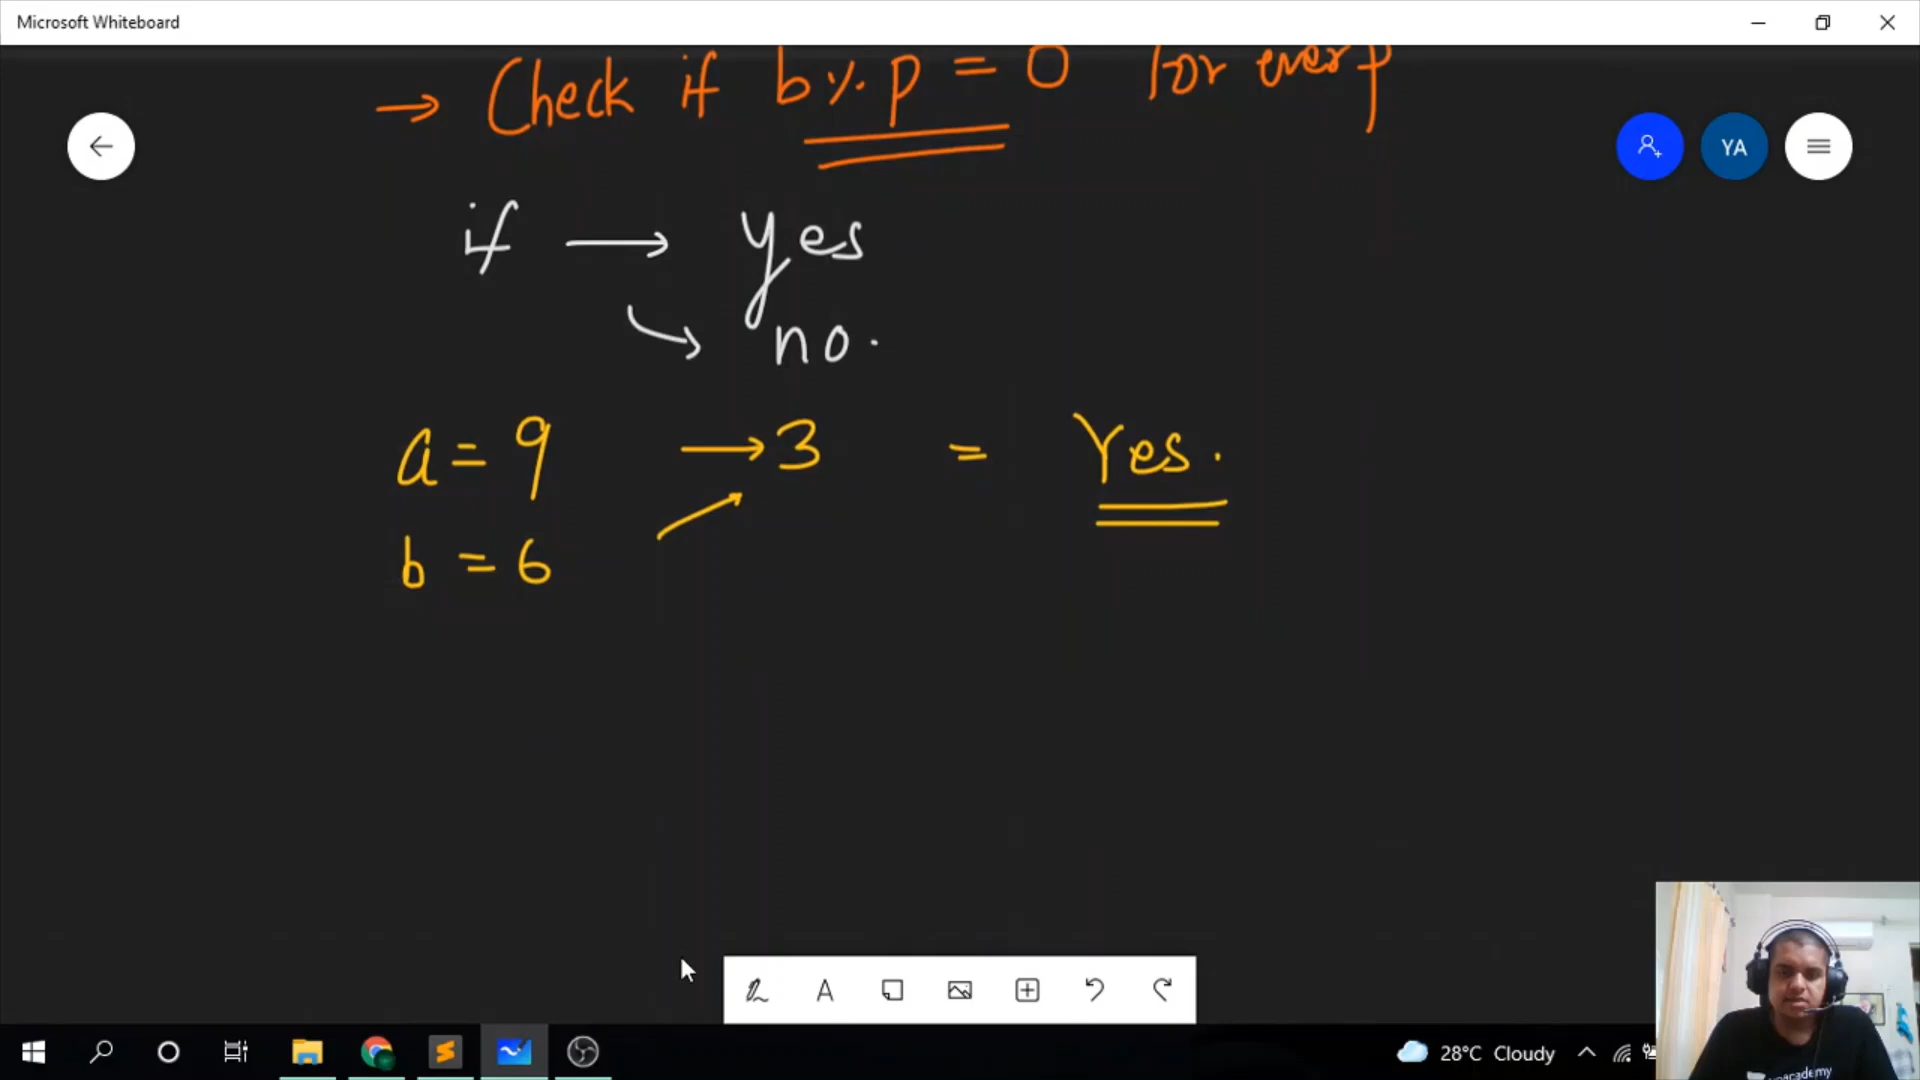 Microsoft Whiteboard
→ Check if b % p = 0 for every p
YA
if → yes
↘ no.
a = 9 → 3 = Yes.
b = 6
28°C Cloudy